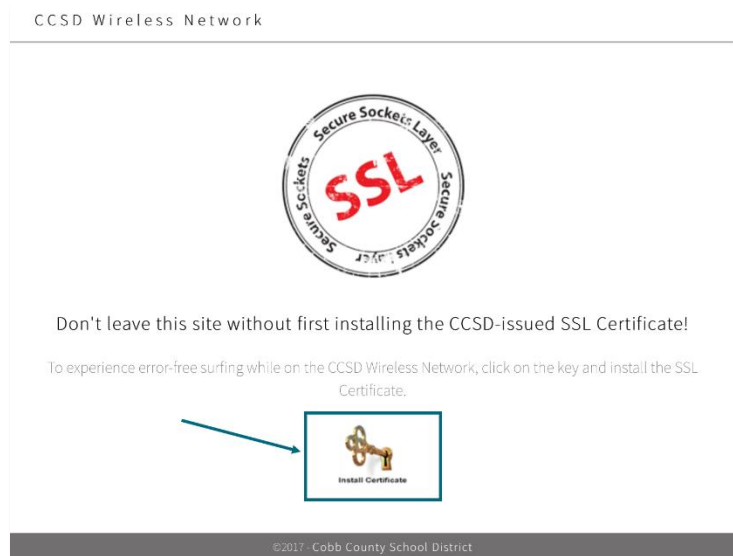 CCSD Wireless Network
Secure Sockets Layer
Secure Sockets Layer
Secure Sockets
SSL
Don't leave this site without first installing the CCSD-issued SSL Certificate!
To experience error-free surfing while on the CCSD Wireless Network, click on the key and install the SSL
Certificate.
Install Certificate
©2017 - Cobb County School District